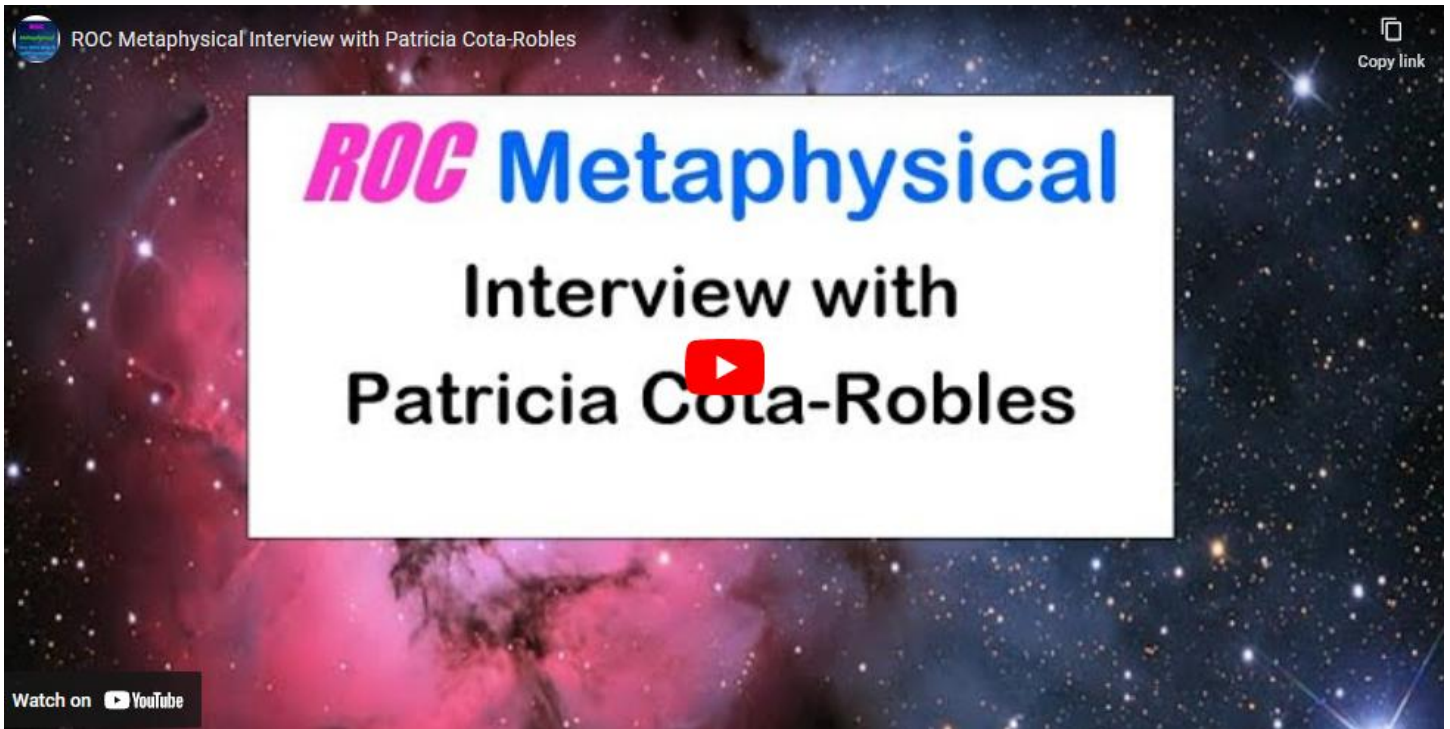 ROC Metaphysical Interview with Patricia Cota-Robles
Copy link
ROC Metaphysical
Interview with
Patricia Cota-Robles
Watch on YouTube